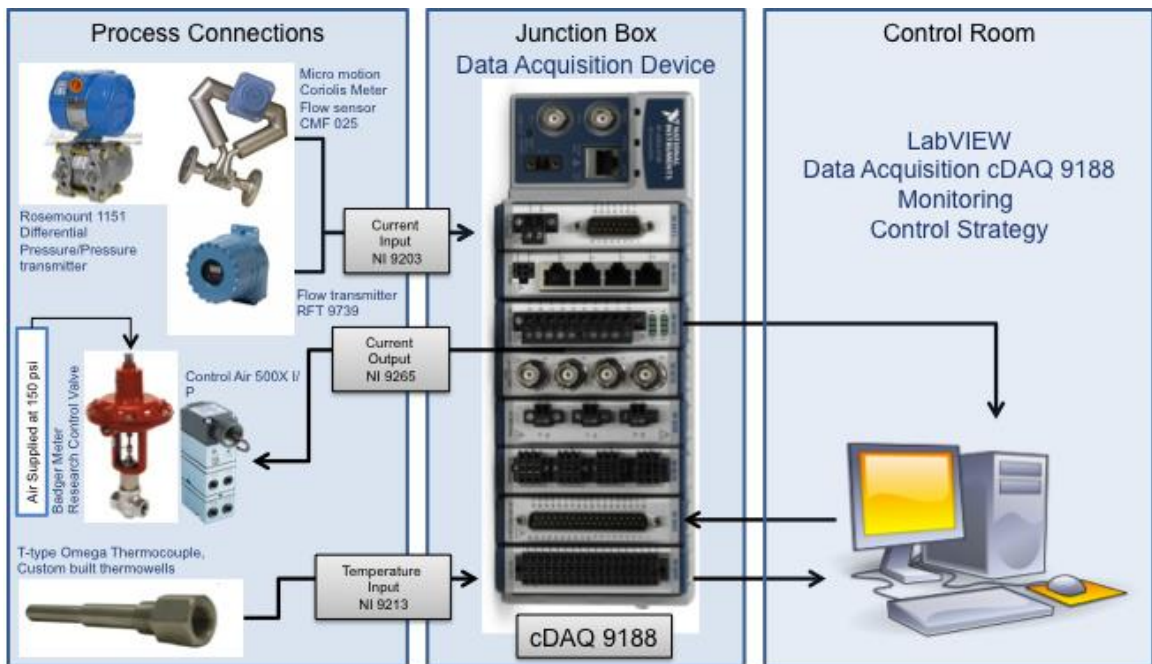 Process Connections
Micro motion
Coriolis Meter
Flow sensor
CMF 025
Rosemount 1151
Differential
Pressure/Pressure
transmitter
Flow transmitter
RFT 9739
Current
Input
NI 9203
Current
Output
NI 9265
Air Supplied at 150 psi
Badger Meter
Research Control Valve
Control Air 500X I/
P
T-type Omega Thermocouple,
Custom built thermowells
Temperature
Input
NI 9213
Junction Box
Data Acquisition Device
NATIONAL
INSTRUMENTS
cDAQ 9188
Control Room
LabVIEW
Data Acquisition cDAQ 9188
Monitoring
Control Strategy